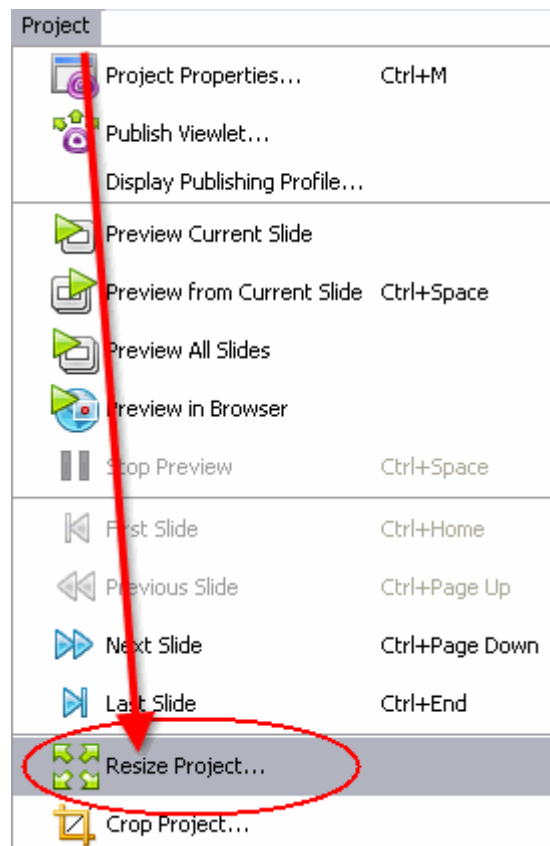 Project
Project Properties... Ctrl+M
Publish Viewlet...
Display Publishing Profile...
Preview Current Slide
Preview from Current Slide Ctrl+Space
Preview All Slides
Preview in Browser
Stop Preview Ctrl+Space
First Slide Ctrl+Home
Previous Slide Ctrl+Page Up
Next Slide Ctrl+Page Down
Last Slide Ctrl+End
Resize Project...
Crop Project...